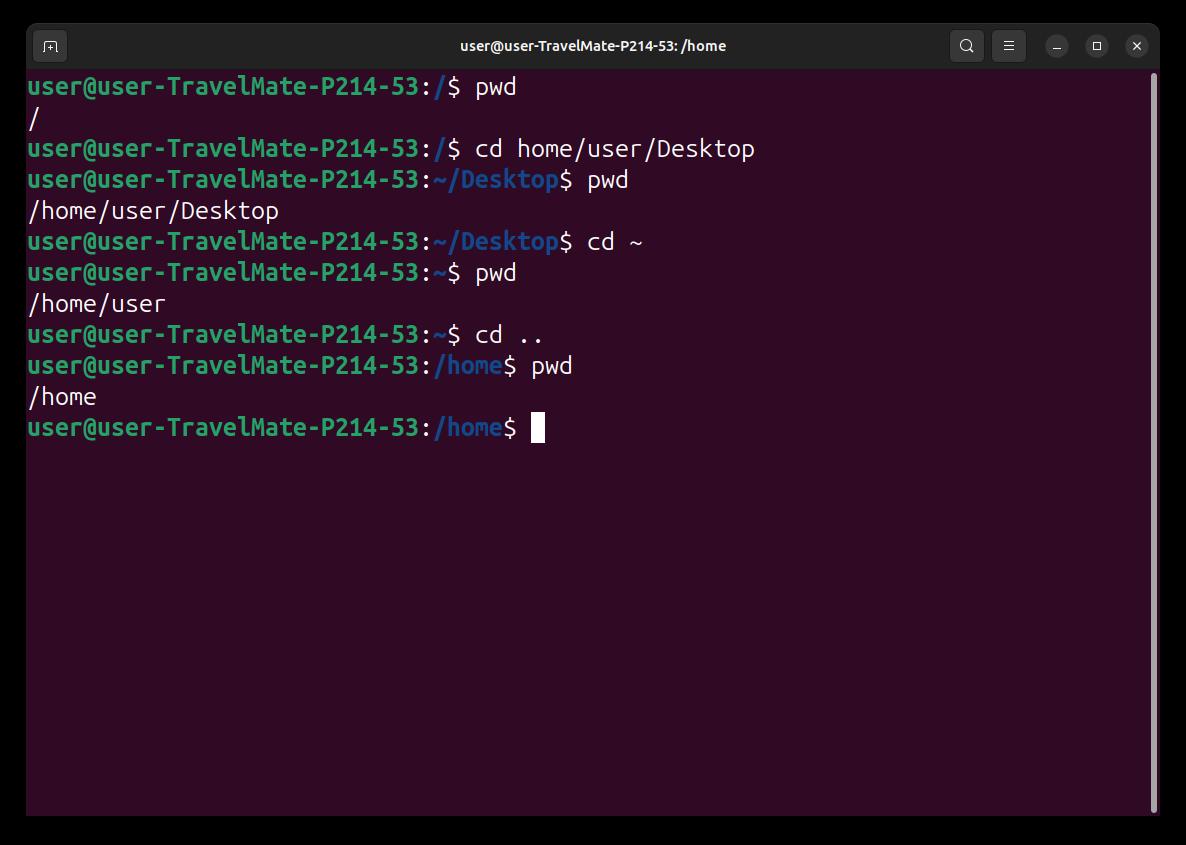 user@user-TravelMate-P214-53: /home
user@user-TravelMate-P214-53:/$ pwd
/
user@user-TravelMate-P214-53:/$ cd home/user/Desktop
user@user-TravelMate-P214-53:~/Desktop$ pwd
/home/user/Desktop
user@user-TravelMate-P214-53:~/Desktop$ cd ~
user@user-TravelMate-P214-53:~$ pwd
/home/user
user@user-TravelMate-P214-53:~$ cd ..
user@user-TravelMate-P214-53:/home$ pwd
/home
user@user-TravelMate-P214-53:/home$